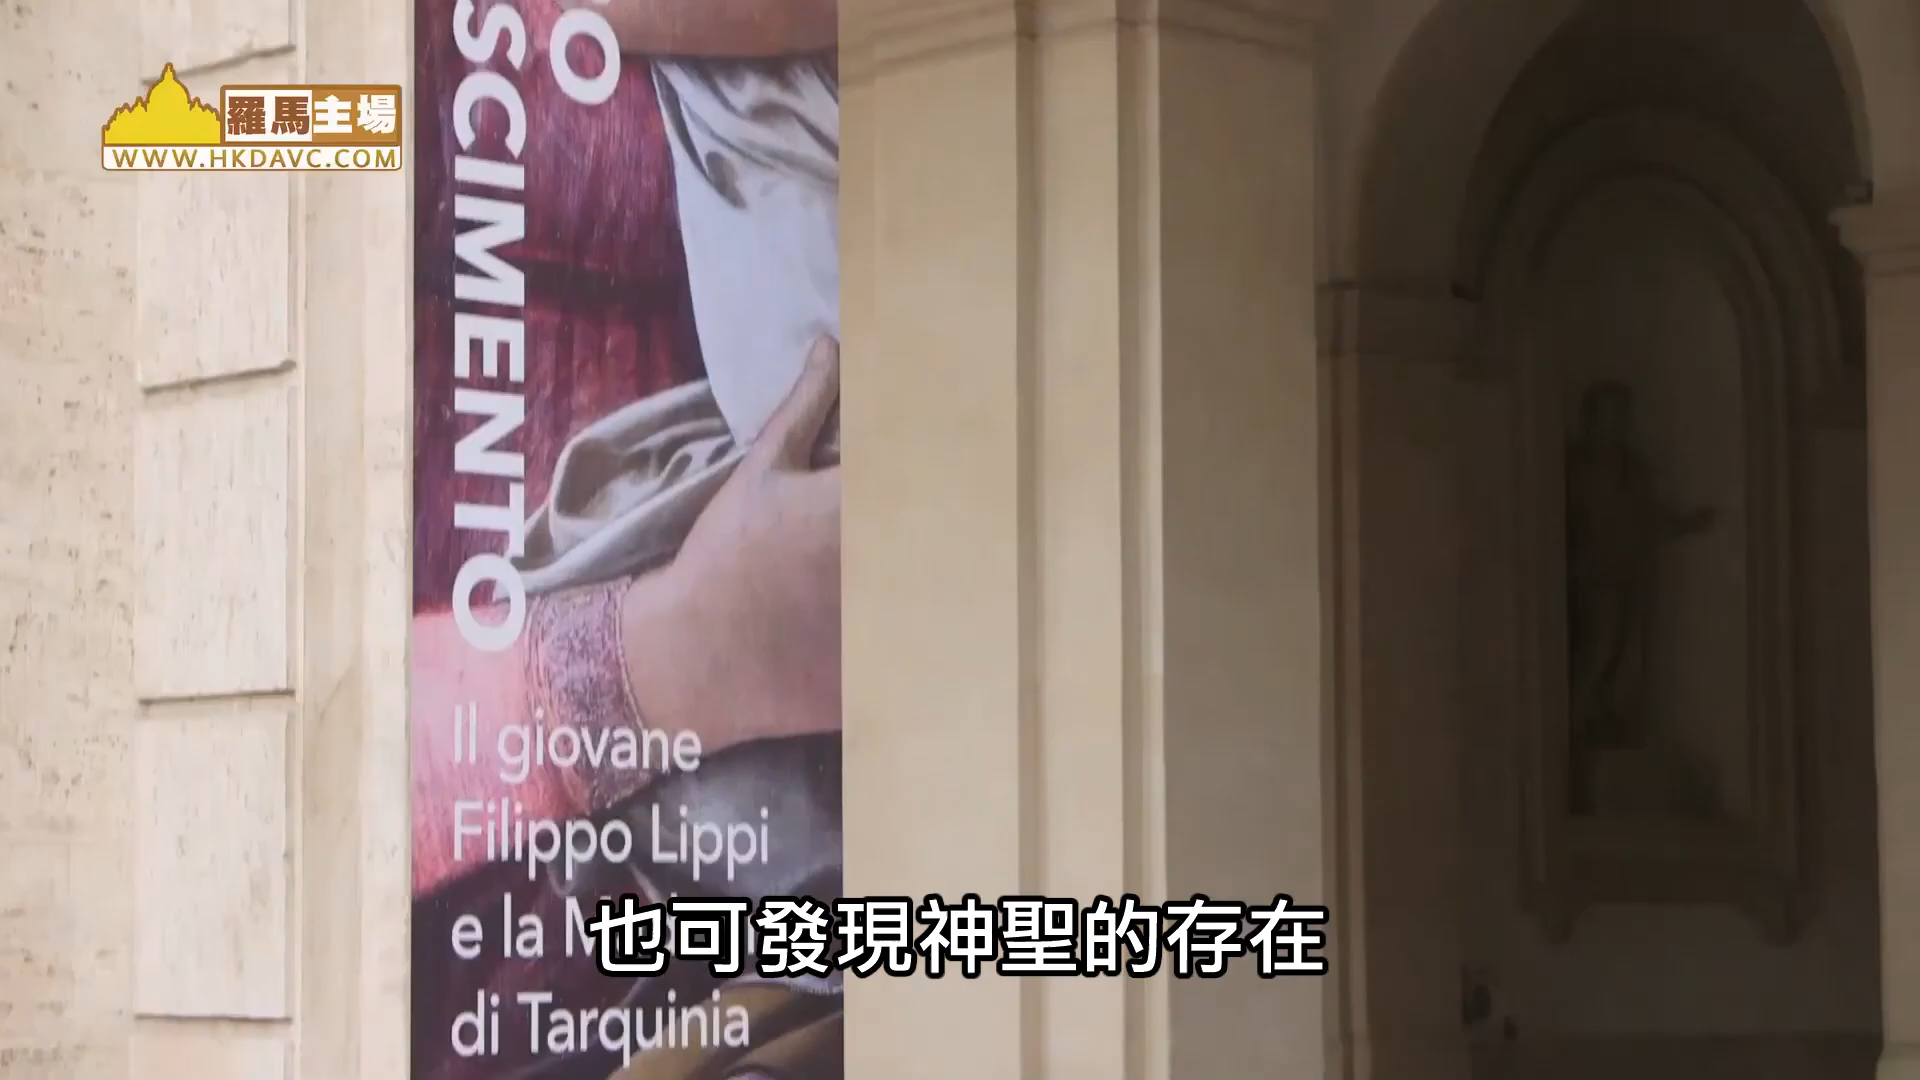 羅馬主場
WWW.HKDAVC.COM
SCIMENTO
Il giovane
Filippo Lippi
e la
di Tarquinia
也可發現神聖的存在